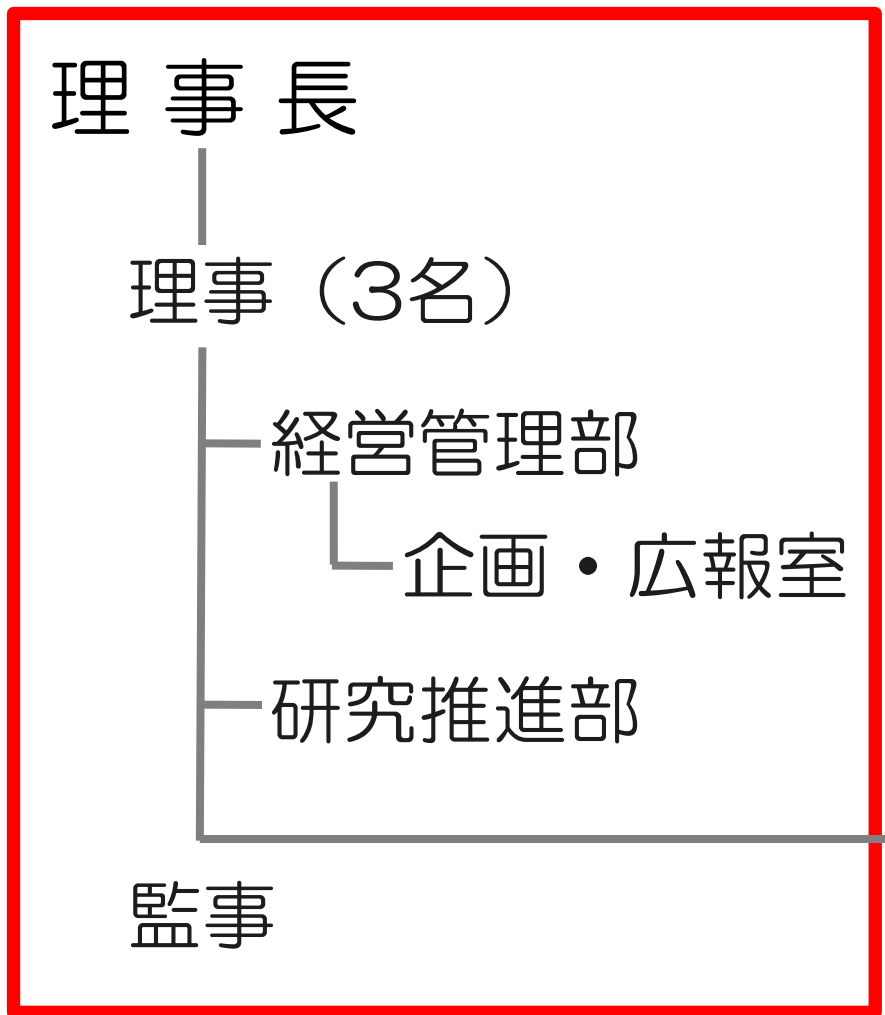 理事長
理事（3名）
経営管理部
企画・広報室
研究推進部
監事